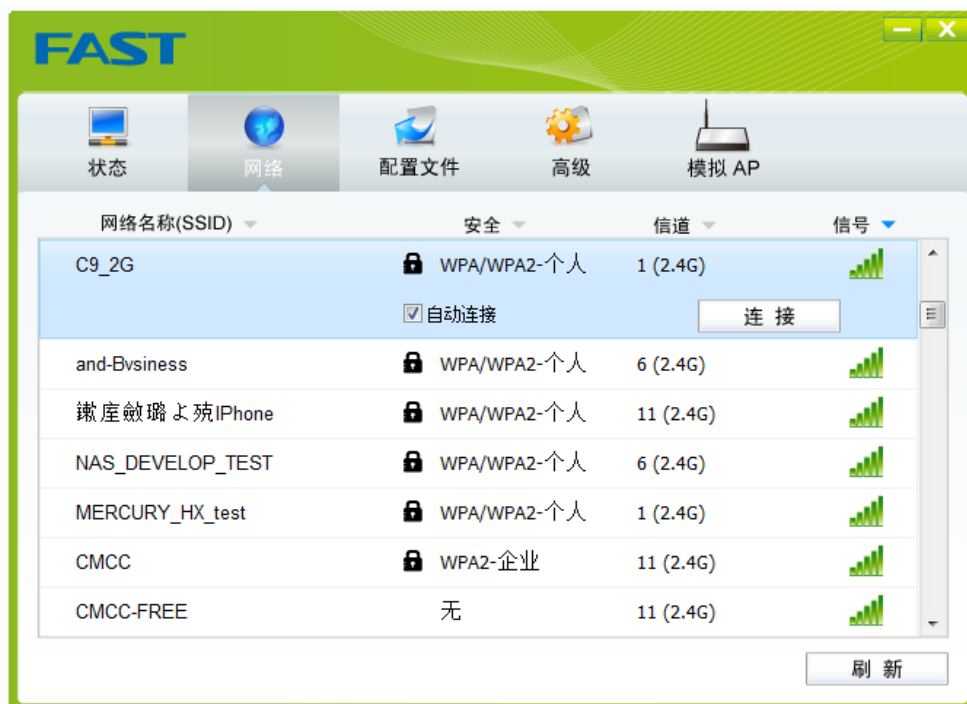 FAST
状态 网络 配置文件 高级 模拟 AP
网络名称(SSID) 安全 信道 信号
C9_2G WPA/WPA2-个人 1 (2.4G)
自动连接 连 接
and-Bvsiness WPA/WPA2-个人 6 (2.4G)
鏉庢斂璐よ殑IPhone WPA/WPA2-个人 11 (2.4G)
NAS_DEVELOP_TEST WPA/WPA2-个人 6 (2.4G)
MERCURY_HX_test WPA/WPA2-个人 1 (2.4G)
CMCC WPA2-企业 11 (2.4G)
CMCC-FREE 无 11 (2.4G)
刷 新